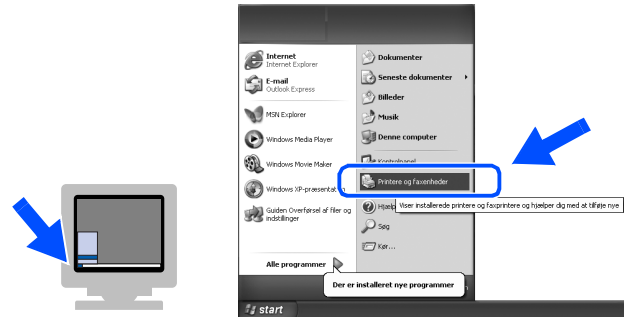 Internet
Internet Explorer
E-mail
Outlook Express
MSN Explorer
Windows Media Player
Windows Movie Maker
Windows XP-præsentation
Guiden Overførsel af filer og
indstillinger
Alle programmer
Dokumenter
Seneste dokumenter
Billeder
Musik
Denne computer
Kontrolpanel
Printere og faxenheder
Hjælp
Viser installerede printere og faxprintere og hjælper dig med at tilføje nye
Søg
Kør...
Der er installeret nye programmer
start